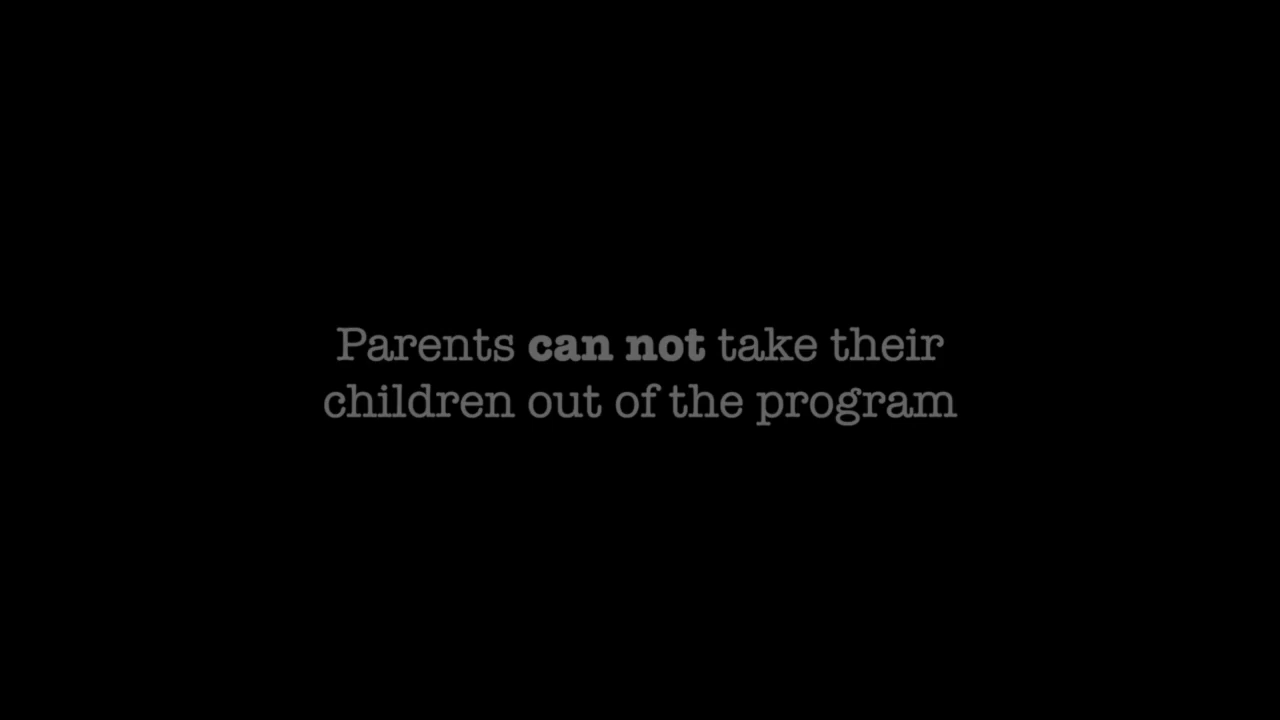 Parents can not take their
children out of the program